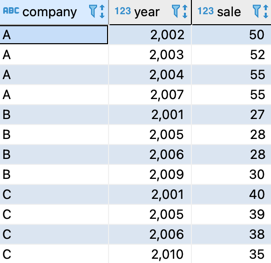 ABC company 123 year 123 sale
A 2,002 50
A 2,003 52
A 2,004 55
A 2,007 55
B 2,001 27
B 2,005 28
B 2,006 28
B 2,009 30
C 2,001 40
C 2,005 39
C 2,006 38
C 2,010 35